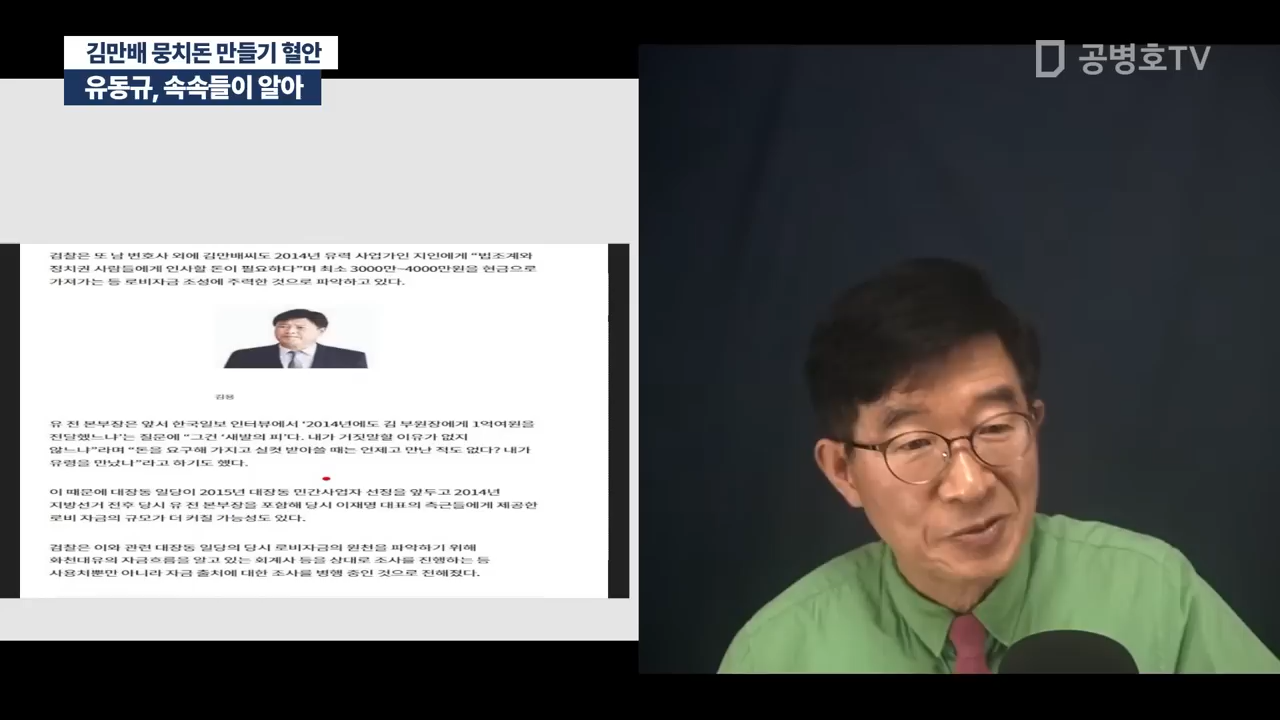 김만배 뭉치돈 만들기 혈안
유동규, 속속들이 알아
공병호TV
검찰은 또 남 변호사 외에 김만배씨도 2014년 유력 사업가인 지인에게 “법조계와
정치권 사람들에게 인사할 돈이 필요하다”며 최소 3000만~4000만원을 현금으로
가져가는 등 로비자금 조성에 주력한 것으로 파악하고 있다.
김용
유 전 본부장은 앞서 한국일보 인터뷰에서 ‘2014년에도 김 부원장에게 1억여원을
전달했느냐’는 질문에 “그건 ‘새발의 피’다. 내가 거짓말할 이유가 없지
않느냐”라며 “돈을 요구해 가지고 실컷 받아쓸 때는 언제고 만난 적도 없다? 내가
유령을 만났나”라고 하기도 했다.
이 때문에 대장동 일당이 2015년 대장동 민간사업자 선정을 앞두고 2014년
지방선거 전후 당시 유 전 본부장을 포함해 당시 이재명 대표의 측근들에게 제공한
로비 자금의 규모가 더 커질 가능성도 있다.
검찰은 이와 관련 대장동 일당의 당시 로비자금의 원천을 파악하기 위해
화천대유의 자금흐름을 알고 있는 회계사 등을 상대로 조사를 진행하는 등
사용처뿐만 아니라 자금 출처에 대한 조사를 병행 중인 것으로 전해졌다.